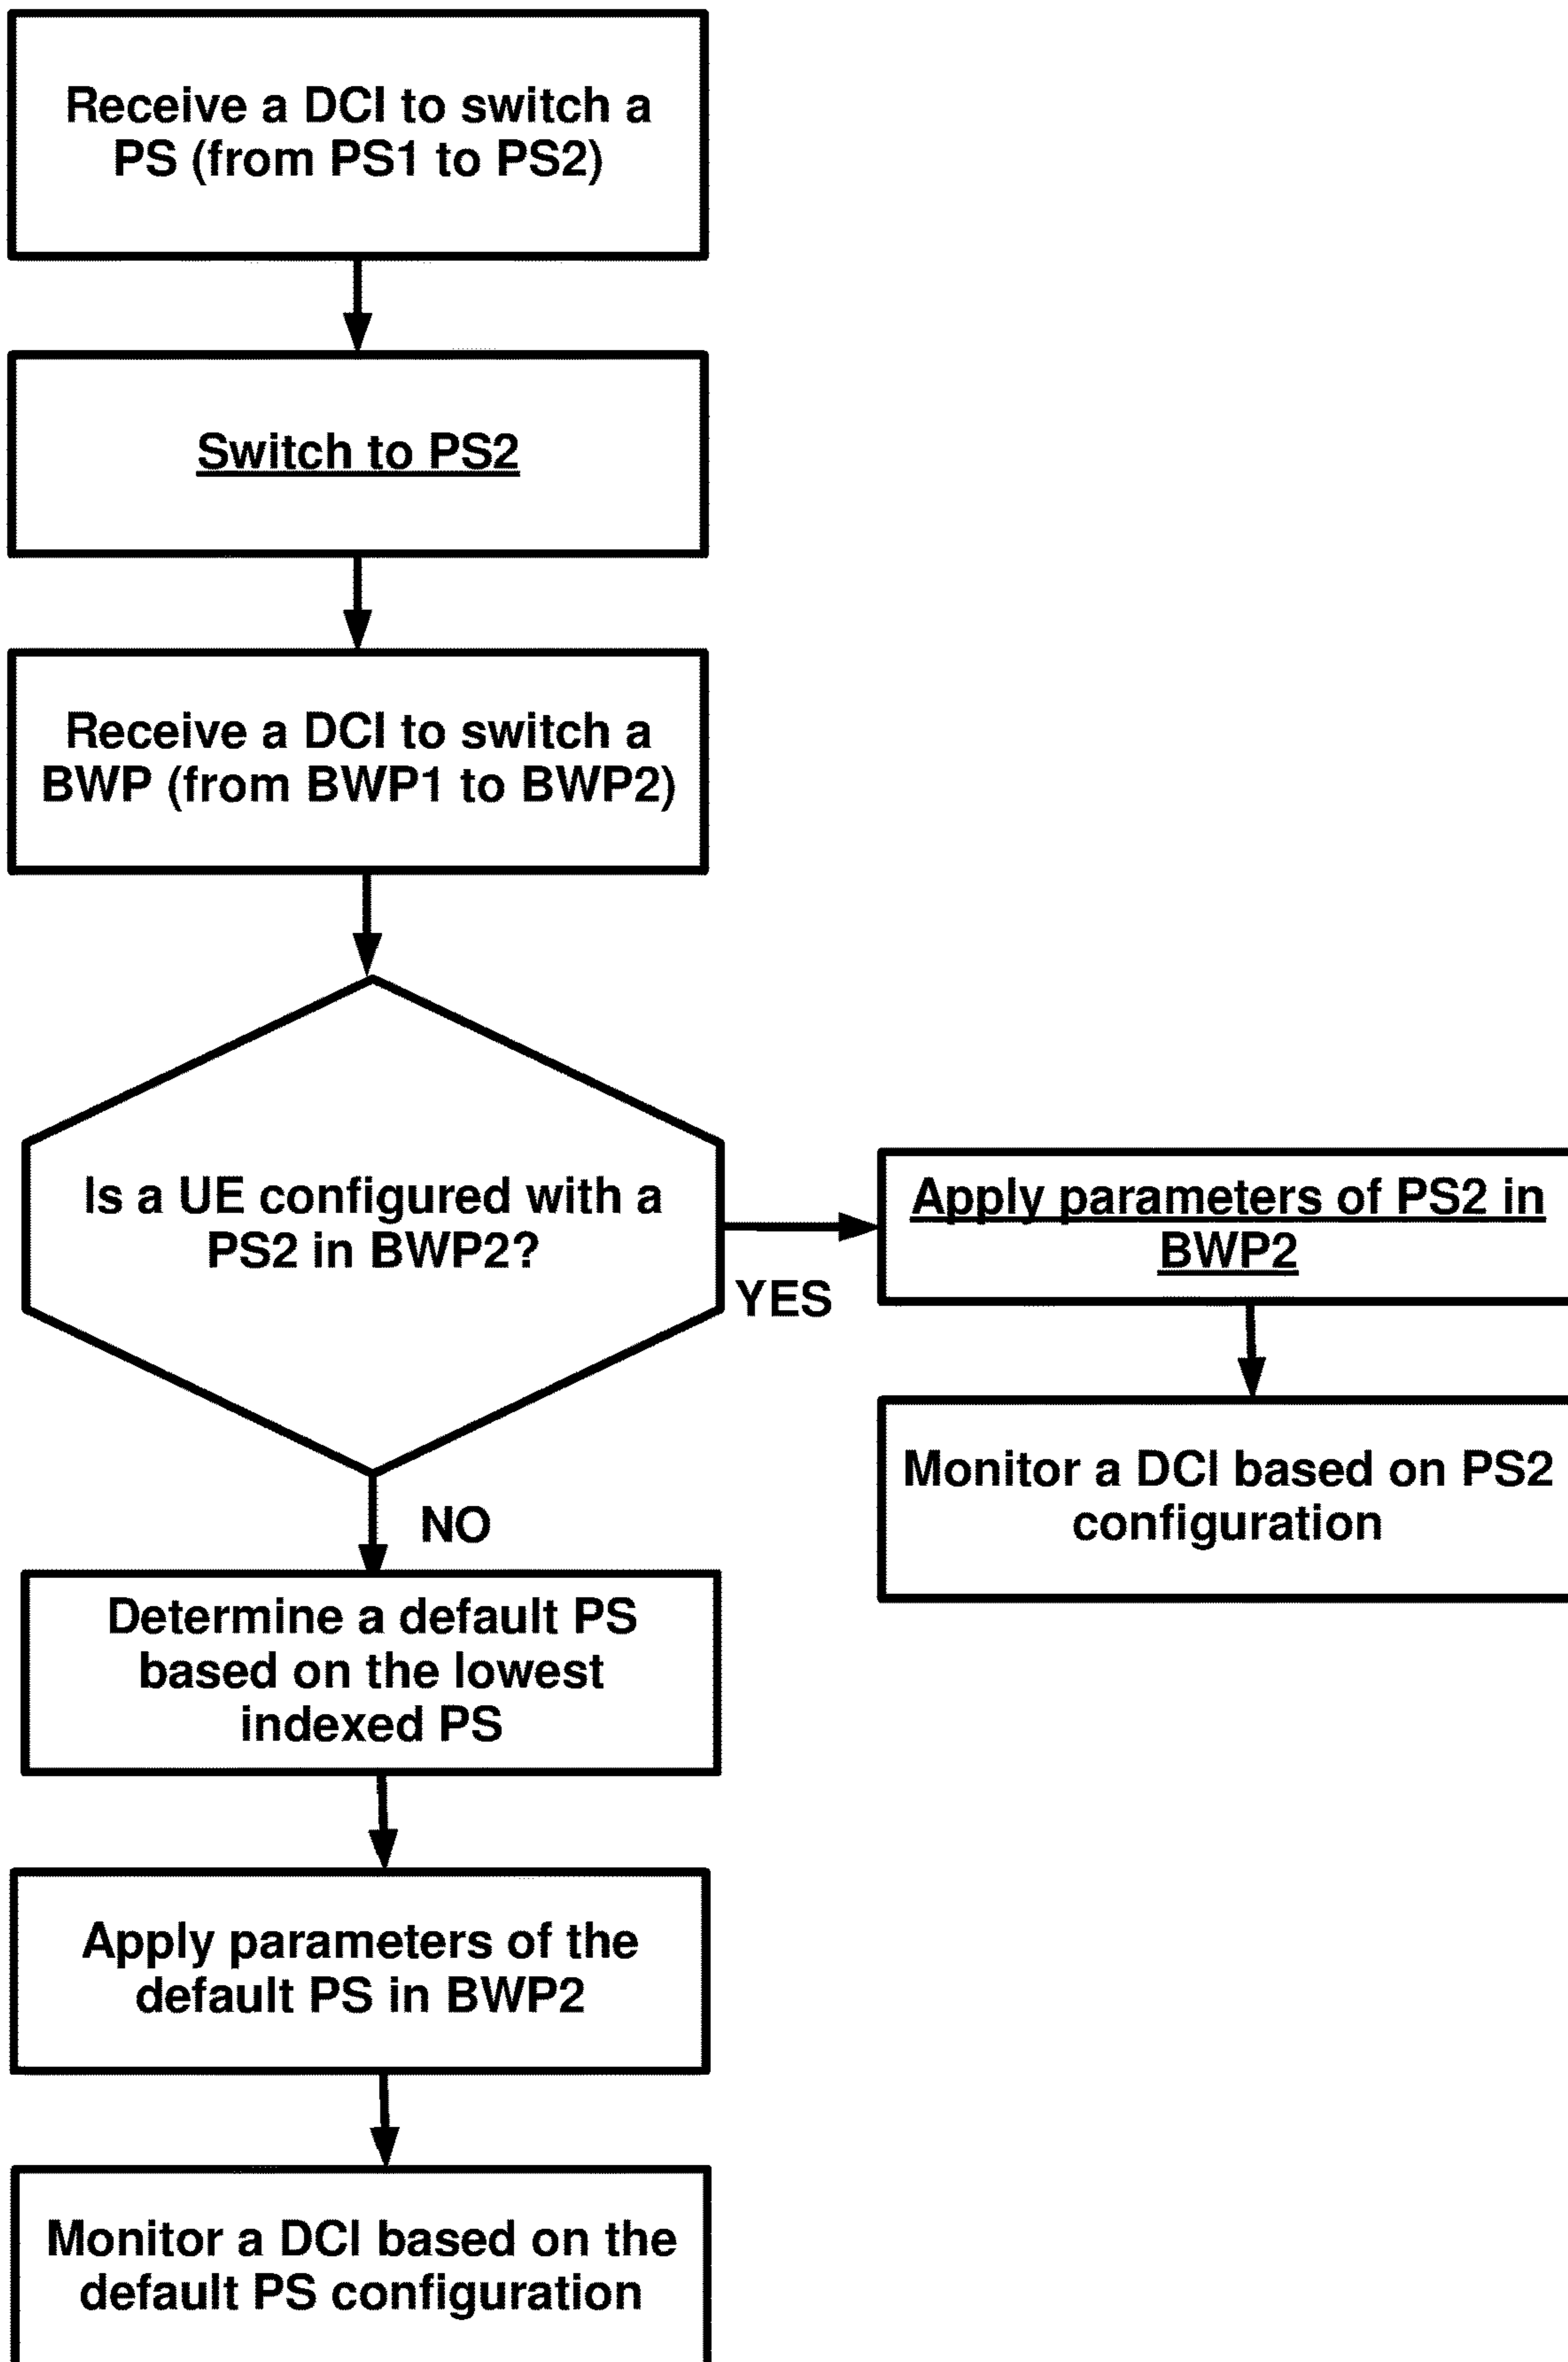 Receive a DCI to switch a
PS (from PS1 to PS2)
Switch to PS2
Receive a DCI to switch a
BWP (from BWP1 to BWP2)
Is a UE configured with a
PS2 in BWP2?
YES
Apply parameters of PS2 in
BWP2
Monitor a DCI based on PS2
configuration
NO
Determine a default PS
based on the lowest
indexed PS
Apply parameters of the
default PS in BWP2
Monitor a DCI based on the
default PS configuration